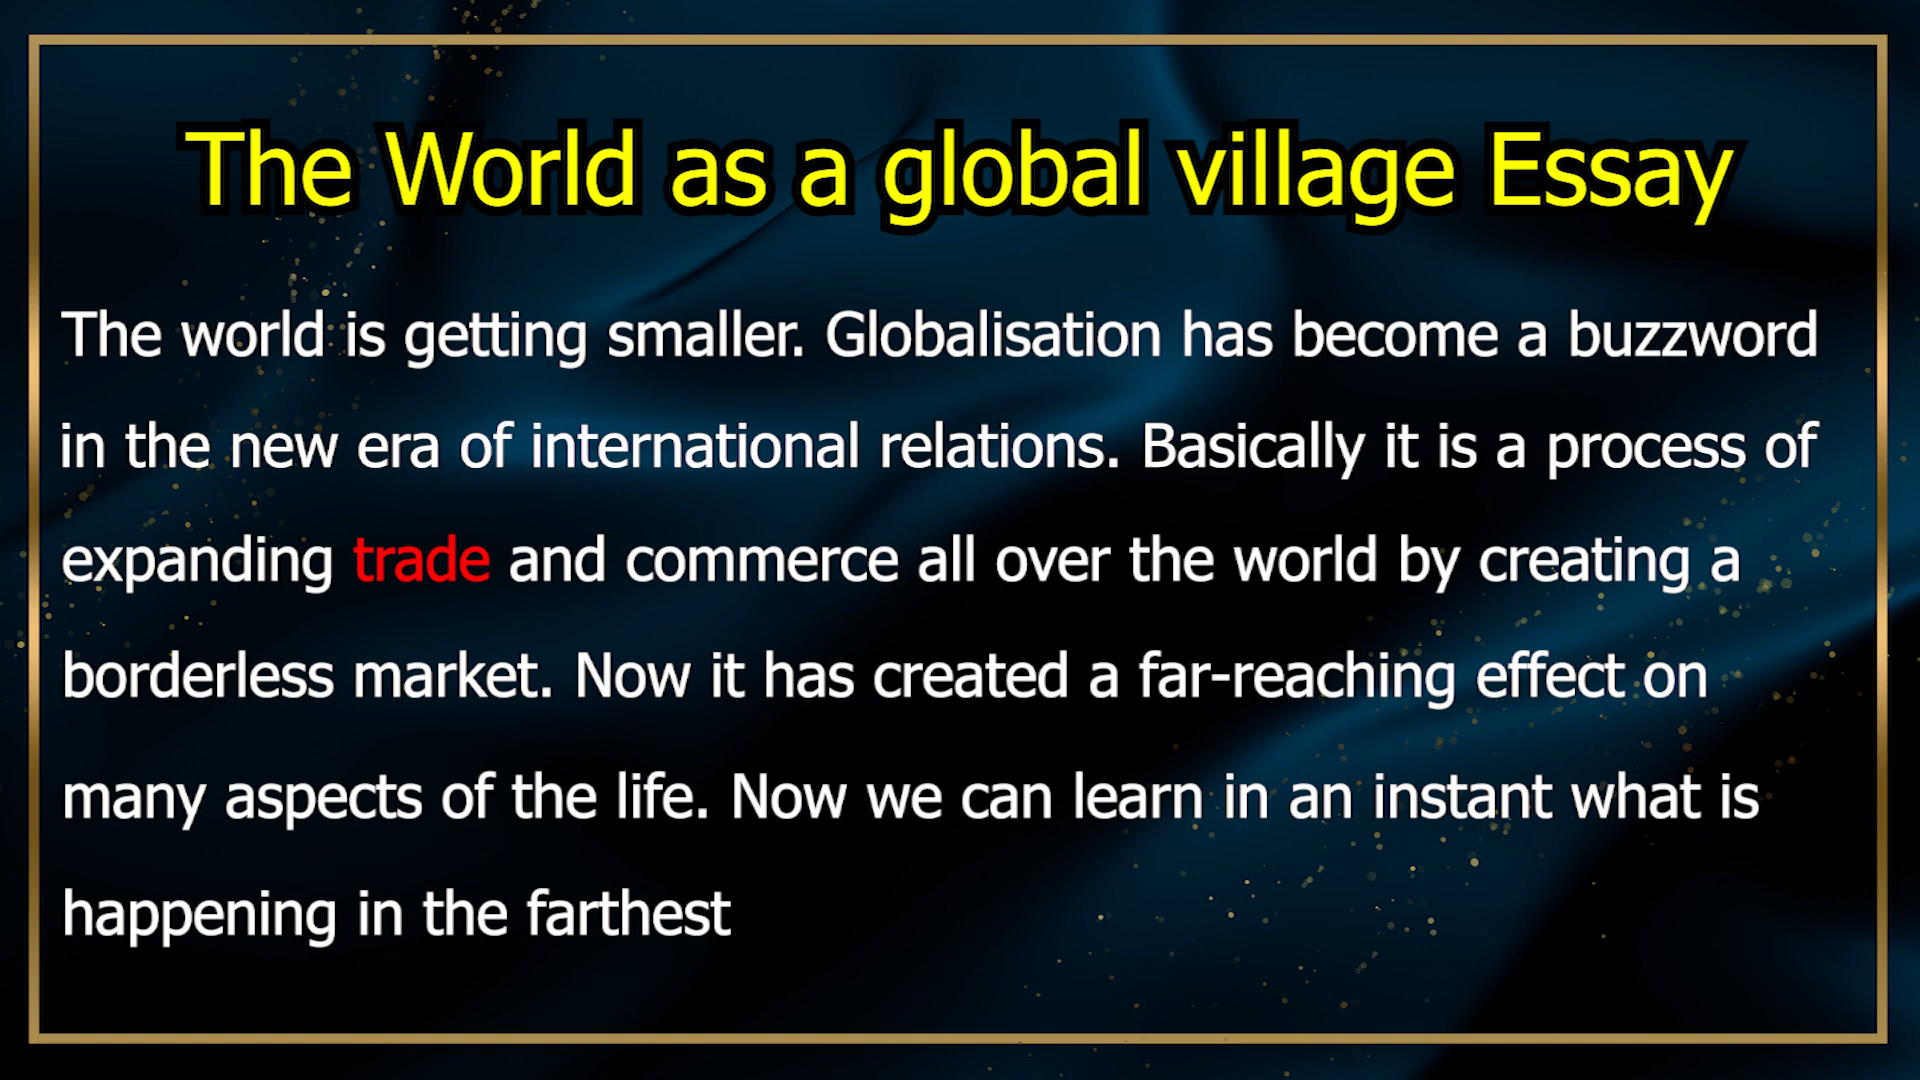 The World as a global village Essay
The world is getting smaller. Globalisation has become a buzzword
in the new era of international relations. Basically it is a process of
expanding trade and commerce all over the world by creating a
borderless market. Now it has created a far-reaching effect on
many aspects of the life. Now we can learn in an instant what is
happening in the farthest